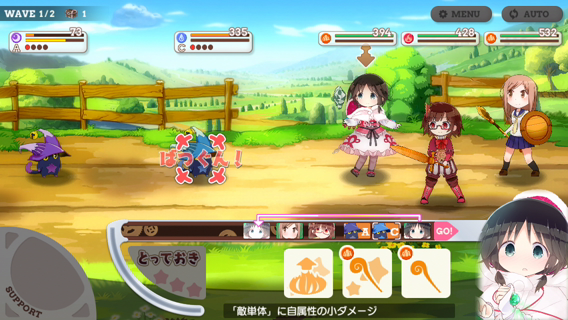 WAVE 1/2 1
MENU
AUTO
73
A
335
C
394
428
532
ばつぐん!
A
C
GO!
とっておき
SUPPORT
「敵単体」に自属性の小ダメージ